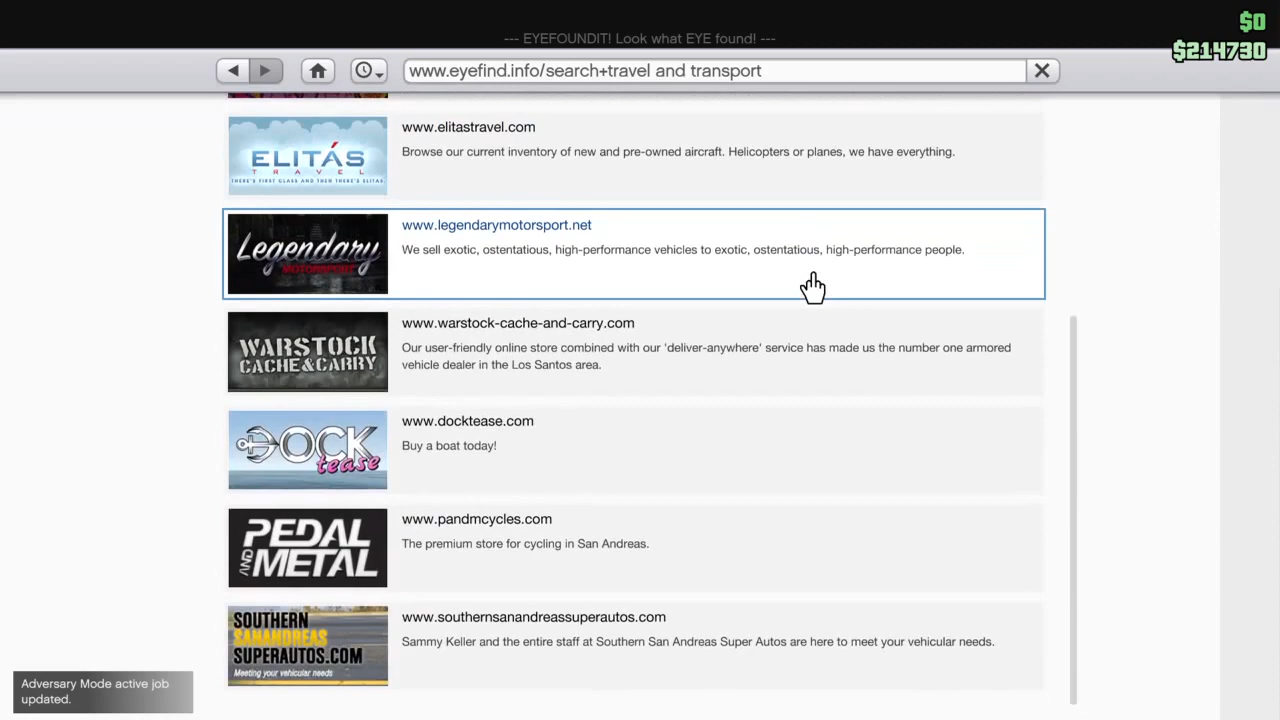 --- EYEFOUNDIT! Look what EYE found! ---
$0
$214730
www.eyefind.info/search+travel and transport
ELITÁS
TRAVEL
THERE'S FIRST CLASS AND THEN THERE'S ELITAS.
www.elitastravel.com
Browse our current inventory of new and pre-owned aircraft. Helicopters or planes, we have everything.
Legendary
MOTORSPORT
www.legendarymotorsport.net
We sell exotic, ostentatious, high-performance vehicles to exotic, ostentatious, high-performance people.
WARSTOCK
CACHE&CARRY
www.warstock-cache-and-carry.com
Our user-friendly online store combined with our 'deliver-anywhere' service has made us the number one armored
vehicle dealer in the Los Santos area.
DOCK
tease
www.docktease.com
Buy a boat today!
PEDAL
AND METAL
www.pandmcycles.com
The premium store for cycling in San Andreas.
SOUTHERN
SANANDREAS
SUPERAUTOS.COM
Meeting your vehicular needs
www.southernsanandreassuperautos.com
Sammy Keller and the entire staff at Southern San Andreas Super Autos are here to meet your vehicular needs.
Adversary Mode active job
updated.